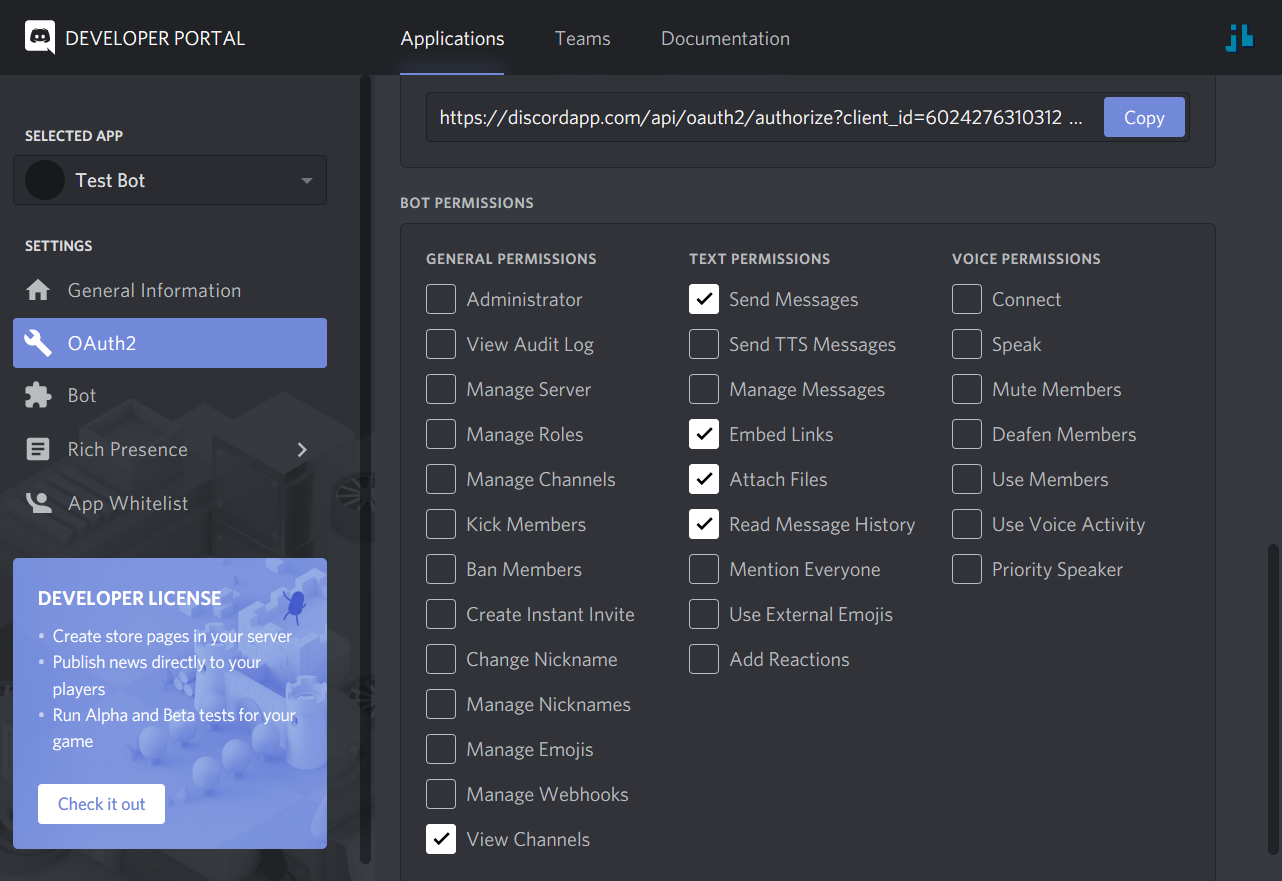 DEVELOPER PORTAL
Applications
Teams
Documentation
SELECTED APP
Test Bot
SETTINGS
General Information
OAuth2
Bot
Rich Presence
App Whitelist
DEVELOPER LICENSE
• Create store pages in your server
• Publish news directly to your
players
• Run Alpha and Beta tests for your
game
Check it out
https://discordapp.com/api/oauth2/authorize?client_id=6024276310312 ...
Copy
BOT PERMISSIONS
GENERAL PERMISSIONS
Administrator
View Audit Log
Manage Server
Manage Roles
Manage Channels
Kick Members
Ban Members
Create Instant Invite
Change Nickname
Manage Nicknames
Manage Emojis
Manage Webhooks
View Channels
TEXT PERMISSIONS
Send Messages
Send TTS Messages
Manage Messages
Embed Links
Attach Files
Read Message History
Mention Everyone
Use External Emojis
Add Reactions
VOICE PERMISSIONS
Connect
Speak
Mute Members
Deafen Members
Use Members
Use Voice Activity
Priority Speaker